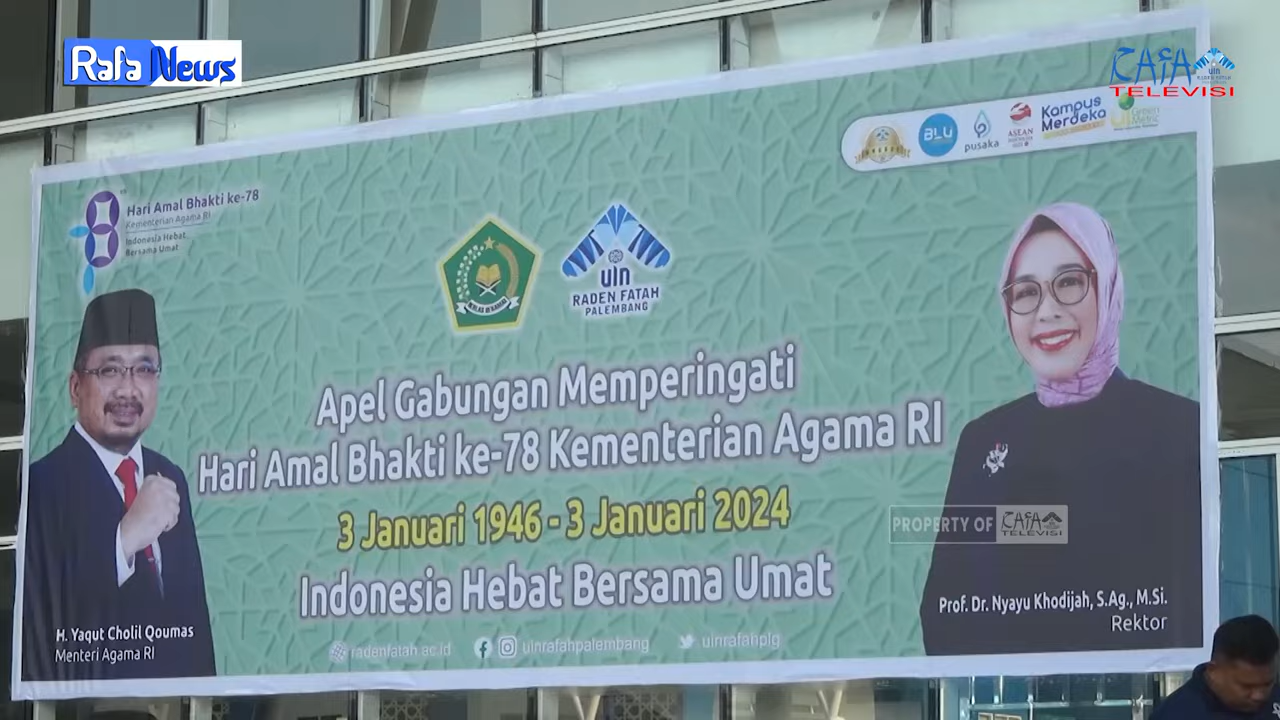 Rafa News
TELEVISI
BLU
pusaka
ASEAN
Kampus
Merdeka
Hari Amal Bhakti ke-78
Kementerian Agama RI
Indonesia Hebat
Bersama Umat
UIN
RADEN FATAH
PALEMBANG
Apel Gabungan Memperingati
Hari Amal Bhakti ke-78 Kementerian Agama RI
3 Januari 1946 - 3 Januari 2024
Indonesia Hebat Bersama Umat
PROPERTY OF
TELEVISI
H. Yaqut Cholil Qoumas
Menteri Agama RI
Prof. Dr. Nyayu Khodijah, S.Ag., M.Si.
Rektor
radenfatah.ac.id uinrafahpalembang uinrafahplg